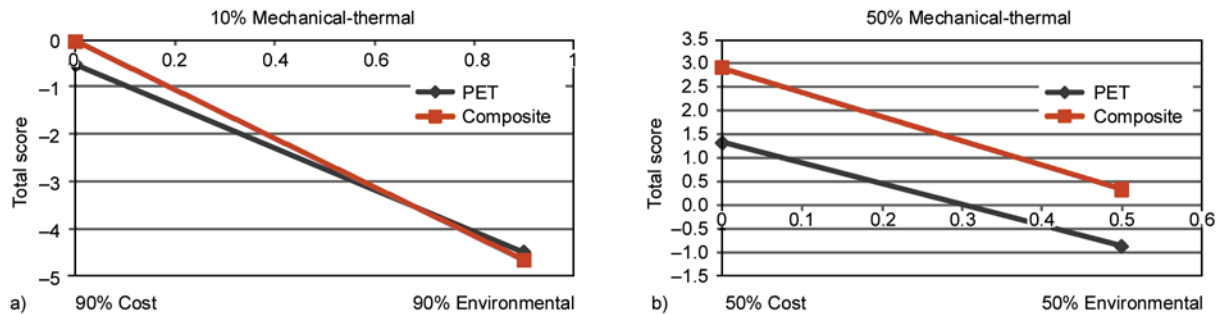 10% Mechanical-thermal
0
0 0.2 0.4 0.6 0.8 1
–1
–2
–3
–4
–5
Total score
PET
Composite
a) 90% Cost 90% Environmental
50% Mechanical-thermal
3.5
3.0
2.5
2.0
1.5
1.0
0.5
0.0
0 0.1 0.2 0.3 0.4 0.5 0.6
–0.5
–1.0
–1.5
Total score
PET
Composite
b) 50% Cost 50% Environmental